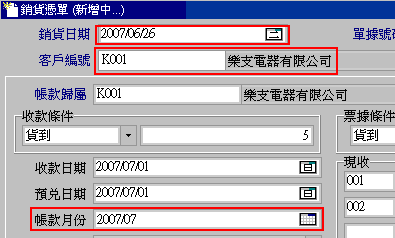 銷貨憑單 (新增中...)
銷貨日期 2007/06/26 單據號
客戶編號 K001 樂支電器有限公司
帳款歸屬 K001 樂支電器有限公司
收款條件 票據條件
貨到 5 貨到
收款日期 2007/07/01 現收
預兌日期 2007/07/01 001
帳款月份 2007/07 002